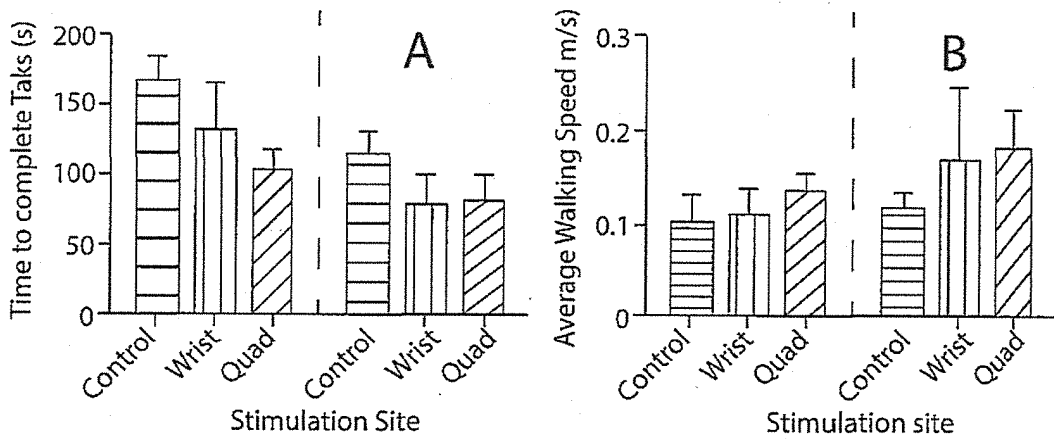 Time to complete Taks (s)
200
150
100
50
0
A
Control
Wrist
Quad
Control
Wrist
Quad
Stimulation Site
Average Walking Speed m/s
0.3
0.2
0.1
0
B
Control
Wrist
Quad
Control
Wrist
Quad
Stimulation site